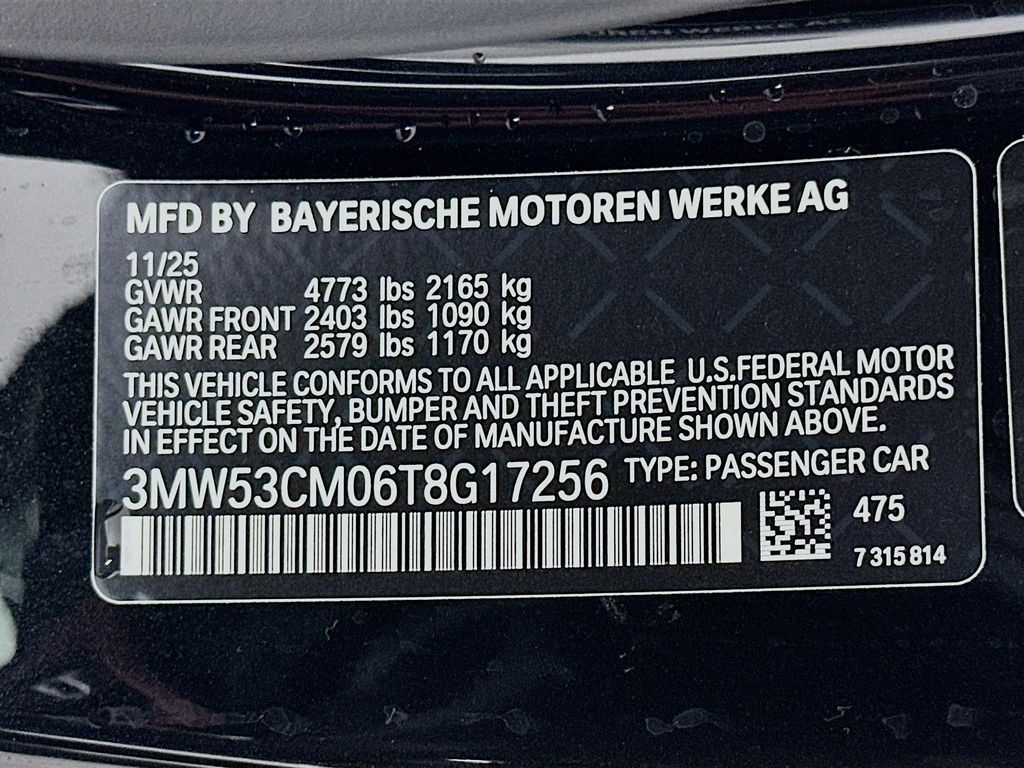 MFD BY BAYERISCHE MOTOREN WERKE AG
11/25
GVWR 4773 lbs 2165 kg
GAWR FRONT 2403 lbs 1090 kg
GAWR REAR 2579 lbs 1170 kg
THIS VEHICLE CONFORMS TO ALL APPLICABLE U.S.FEDERAL MOTOR
VEHICLE SAFETY, BUMPER AND THEFT PREVENTION STANDARDS
IN EFFECT ON THE DATE OF MANUFACTURE SHOWN ABOVE.
3MW53CM06T8G17256 TYPE: PASSENGER CAR
475
7 315 814